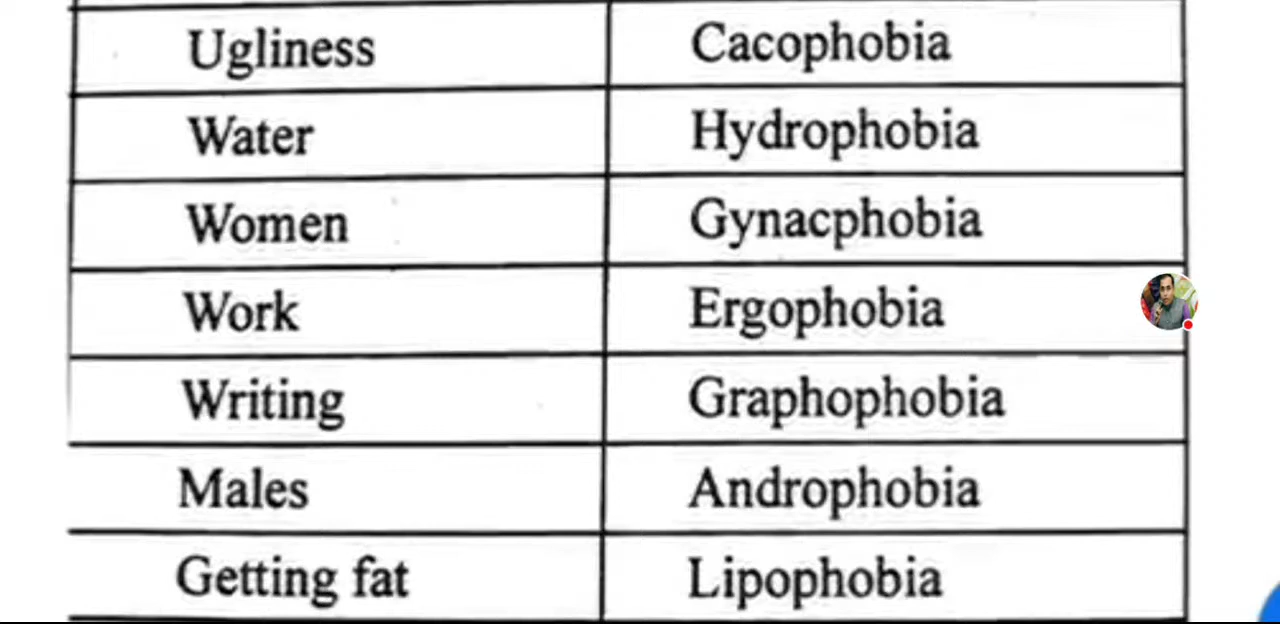 Ugliness Cacophobia
Water Hydrophobia
Women Gynacphobia
Work Ergophobia
Writing Graphophobia
Males Androphobia
Getting fat Lipophobia